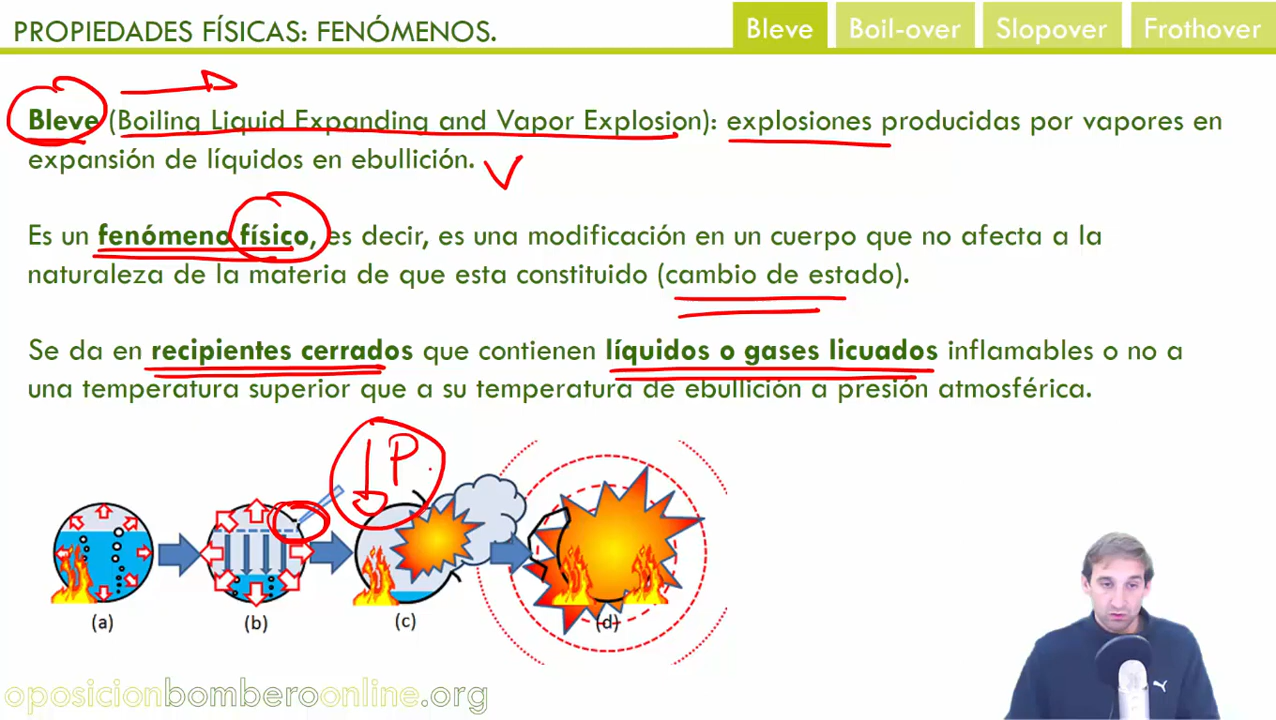 PROPIEDADES FÍSICAS: FENÓMENOS.
Bleve
Boil-over
Slopover
Frothover
Bleve (Boiling Liquid Expanding and Vapor Explosion): explosiones producidas por vapores en
expansión de líquidos en ebullición.
Es un fenómeno físico, es decir, es una modificación en un cuerpo que no afecta a la
naturaleza de la materia de que esta constituido (cambio de estado).
Se da en recipientes cerrados que contienen líquidos o gases licuados inflamables o no a
una temperatura superior que a su temperatura de ebullición a presión atmosférica.
↓P.
(a)
(b)
(c)
(d)
oposicionbomberoonline.org